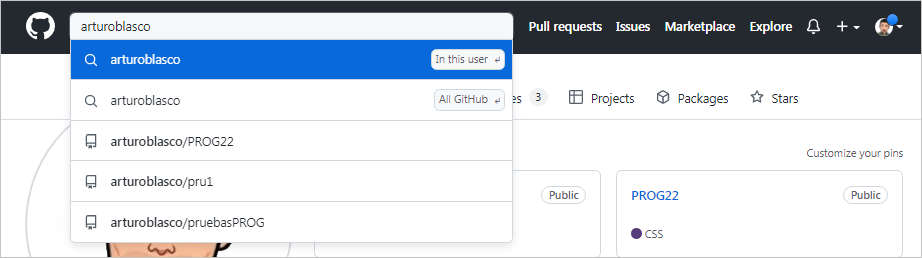 arturoblasco
Pull requests Issues Marketplace Explore
arturoblasco In this user
arturoblasco All GitHub
3 Projects Packages Stars
arturoblasco/PROG22
Customize your pins
arturoblasco/pru1
Public PROG22 Public
arturoblasco/pruebasPROG
CSS